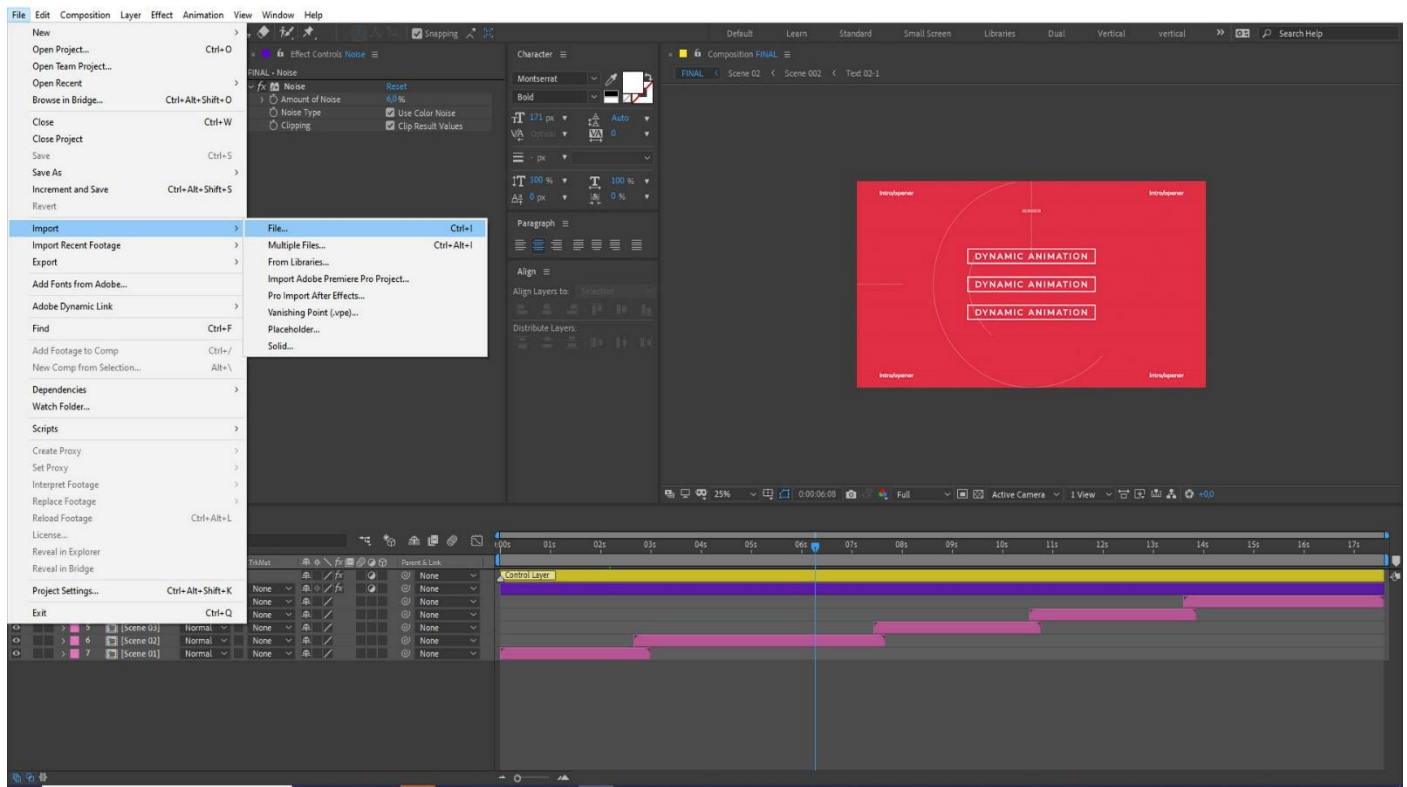 File Edit Composition Layer Effect Animation View Window Help
New
Open Project... Ctrl+O
Open Team Project...
Open Recent
Browse in Bridge... Ctrl+Alt+Shift+O
Close Ctrl+W
Close Project
Save Ctrl+S
Save As
Increment and Save Ctrl+Alt+Shift+S
Revert
Import
Import Recent Footage
Export
Add Fonts from Adobe...
Adobe Dynamic Link
Find Ctrl+F
Add Footage to Comp Ctrl+/
New Comp from Selection... Alt+\
Dependencies
Watch Folder...
Scripts
Create Proxy
Set Proxy
Interpret Footage
Replace Footage
Reload Footage Ctrl+Alt+L
License...
Reveal in Explorer
Reveal in Bridge
Project Settings... Ctrl+Alt+Shift+K
Exit Ctrl+Q
File... Ctrl+I
Multiple Files... Ctrl+Alt+I
From Libraries...
Import Adobe Premiere Pro Project...
Pro Import After Effects...
Vanishing Point (.vpe)...
Placeholder...
Solid...
Snapping
Default Learn Standard Small Screen Libraries Dual Vertical vertical >> Search Help
Effect Controls Noise
FINAL • Noise
fx Noise Reset
Amount of Noise 6,0 %
Noise Type Use Color Noise
Clipping Clip Result Values
Character
Montserrat
Bold
171 px Auto
Optical 0
- px
100 % 100 %
0 px 0 %
Paragraph
Align
Align Layers to: Selection
Distribute Layers:
Composition FINAL
FINAL < Scene 02 < Scene 002 < Text 02-1
Intro/opener Intro/opener
DYNAMIC ANIMATION
DYNAMIC ANIMATION
DYNAMIC ANIMATION
Intro/opener Intro/opener
25% 0:00:06:08 Full Active Camera 1 View +0,0
:00s 01s 02s 03s 04s 05s 06s 07s 08s 09s 10s 11s 12s 13s 14s 15s 16s 17s
TrkMat Parent & Link
None Control Layer
None None
None None
None None
5 [Scene 03] Normal None None
6 [Scene 02] Normal None None
7 [Scene 01] Normal None None